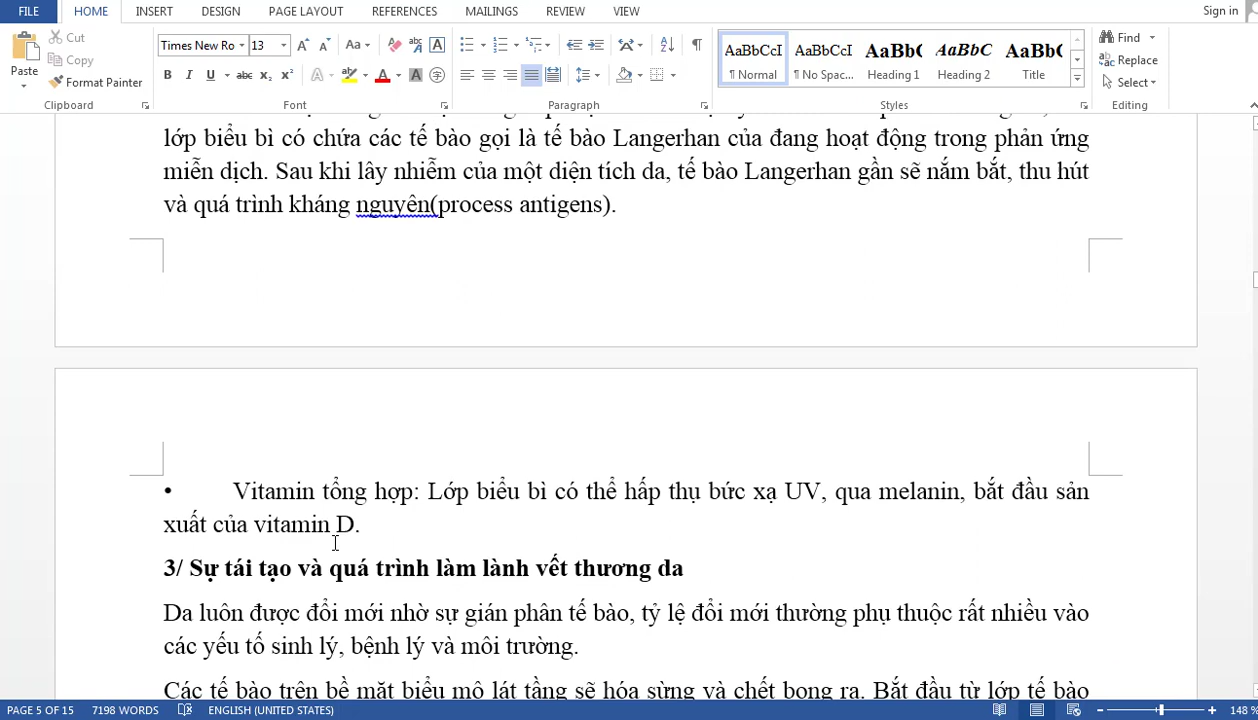 FILE HOME INSERT DESIGN PAGE LAYOUT REFERENCES MAILINGS REVIEW VIEW Sign in
Paste Cut Copy Format Painter Clipboard
Times New Ro 13 Font
Paragraph
AaBbCcI AaBbCcI AaBbC AaBbC AaBbC
¶ Normal ¶ No Spac... Heading 1 Heading 2 Title
Styles
Find Replace Select Editing
lớp biểu bì có chứa các tế bào gọi là tế bào Langerhan của đang hoạt động trong phản ứng
miễn dịch. Sau khi lây nhiễm của một diện tích da, tế bào Langerhan gần sẽ nắm bắt, thu hút
và quá trình kháng nguyên(process antigens).
• Vitamin tổng hợp: Lớp biểu bì có thể hấp thụ bức xạ UV, qua melanin, bắt đầu sản
xuất của vitamin D.
3/ Sự tái tạo và quá trình làm lành vết thương da
Da luôn được đổi mới nhờ sự gián phân tế bào, tỷ lệ đổi mới thường phụ thuộc rất nhiều vào
các yếu tố sinh lý, bệnh lý và môi trường.
Các tế bào trên bề mặt biểu mô lát tầng sẽ hóa sừng và chết bong ra. Bắt đầu từ lớp tế bào
PAGE 5 OF 15 7198 WORDS ENGLISH (UNITED STATES) 148 %